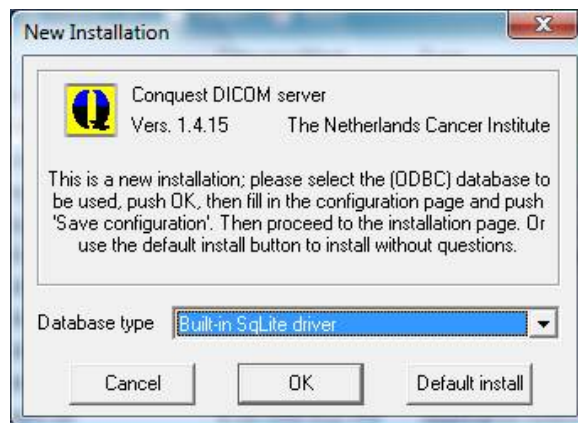 New Installation
Conquest DICOM server
Vers. 1.4.15 The Netherlands Cancer Institute
This is a new installation; please select the (ODBC) database to
be used, push OK, then fill in the configuration page and push
'Save configuration'. Then proceed to the installation page. Or
use the default install button to install without questions.
Database type Built-in SqLite driver
Cancel OK Default install